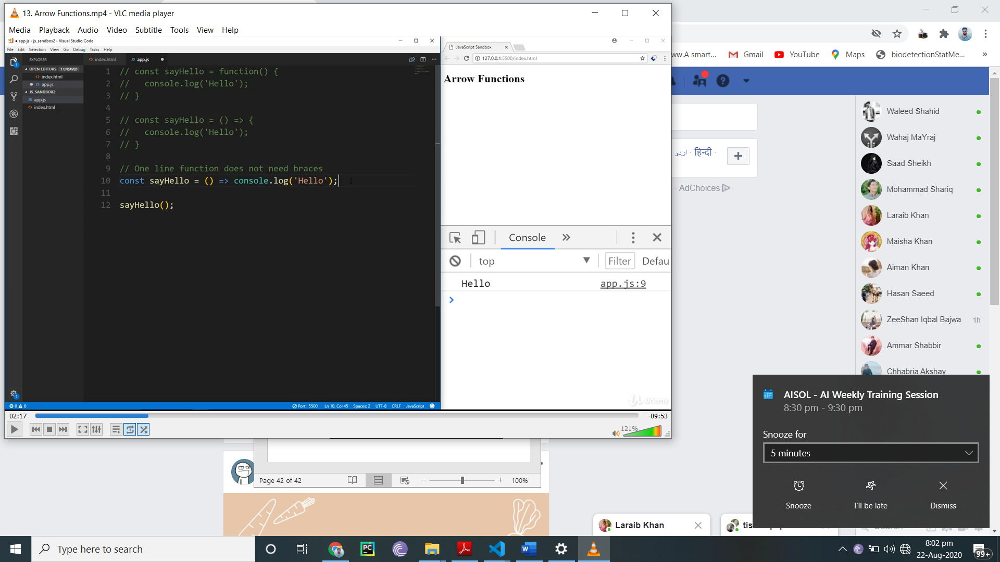 13. Arrow Functions.mp4 - VLC media player
Media Playback Audio Video Subtitle Tools View Help
● app.js - js_sandbox2 - Visual Studio Code
File Edit Selection View Go Debug Tasks Help
EXPLORER
OPEN EDITORS 1 UNSAVED
index.html
● JS app.js
JS_SANDBOX2
JS app.js
index.html
index.html
JS app.js ●
1 // const sayHello = function() {
2 //   console.log('Hello');
3 // }
4
5 // const sayHello = () => {
6 //   console.log('Hello');
7 // }
8
9 // One line function does not need braces
10 const sayHello = () => console.log('Hello');
11
12 sayHello();
0 0
Port : 5500 Ln 10, Col 45 Spaces: 2 UTF-8 CRLF JavaScript
JavaScript Sandbox
127.0.0.1:5500/index.html
Arrow Functions
Console
top
Filter
Defau
Hello app.js:9
Udemy
02:17
-09:53
121%
ww.A smart...
Gmail
YouTube
Maps
biodetectionStatMe...
»
اردو · हिन्दी ·
AdChoices
Waleed Shahid
Wahaj MaYraj
Saad Sheikh
Mohammad Shariq
Laraib Khan
Maisha Khan
Aiman Khan
Hasan Saeed
ZeeShan Iqbal Bajwa 1h
Ammar Shabbir
Chhabria Akshay
AISOL - AI Weekly Training Session
8:30 pm - 9:30 pm
Snooze for
5 minutes
Snooze
I'll be late
Dismiss
Page 42 of 42
100%
Laraib Khan
tis
Type here to search
PC
8:02 pm
22-Aug-2020
99+